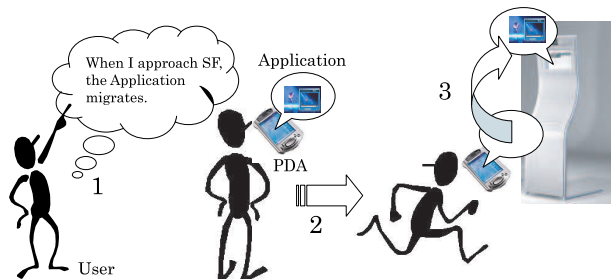 When I approach SF,
the Application
migrates.
Application
PDA
1
User
2
3